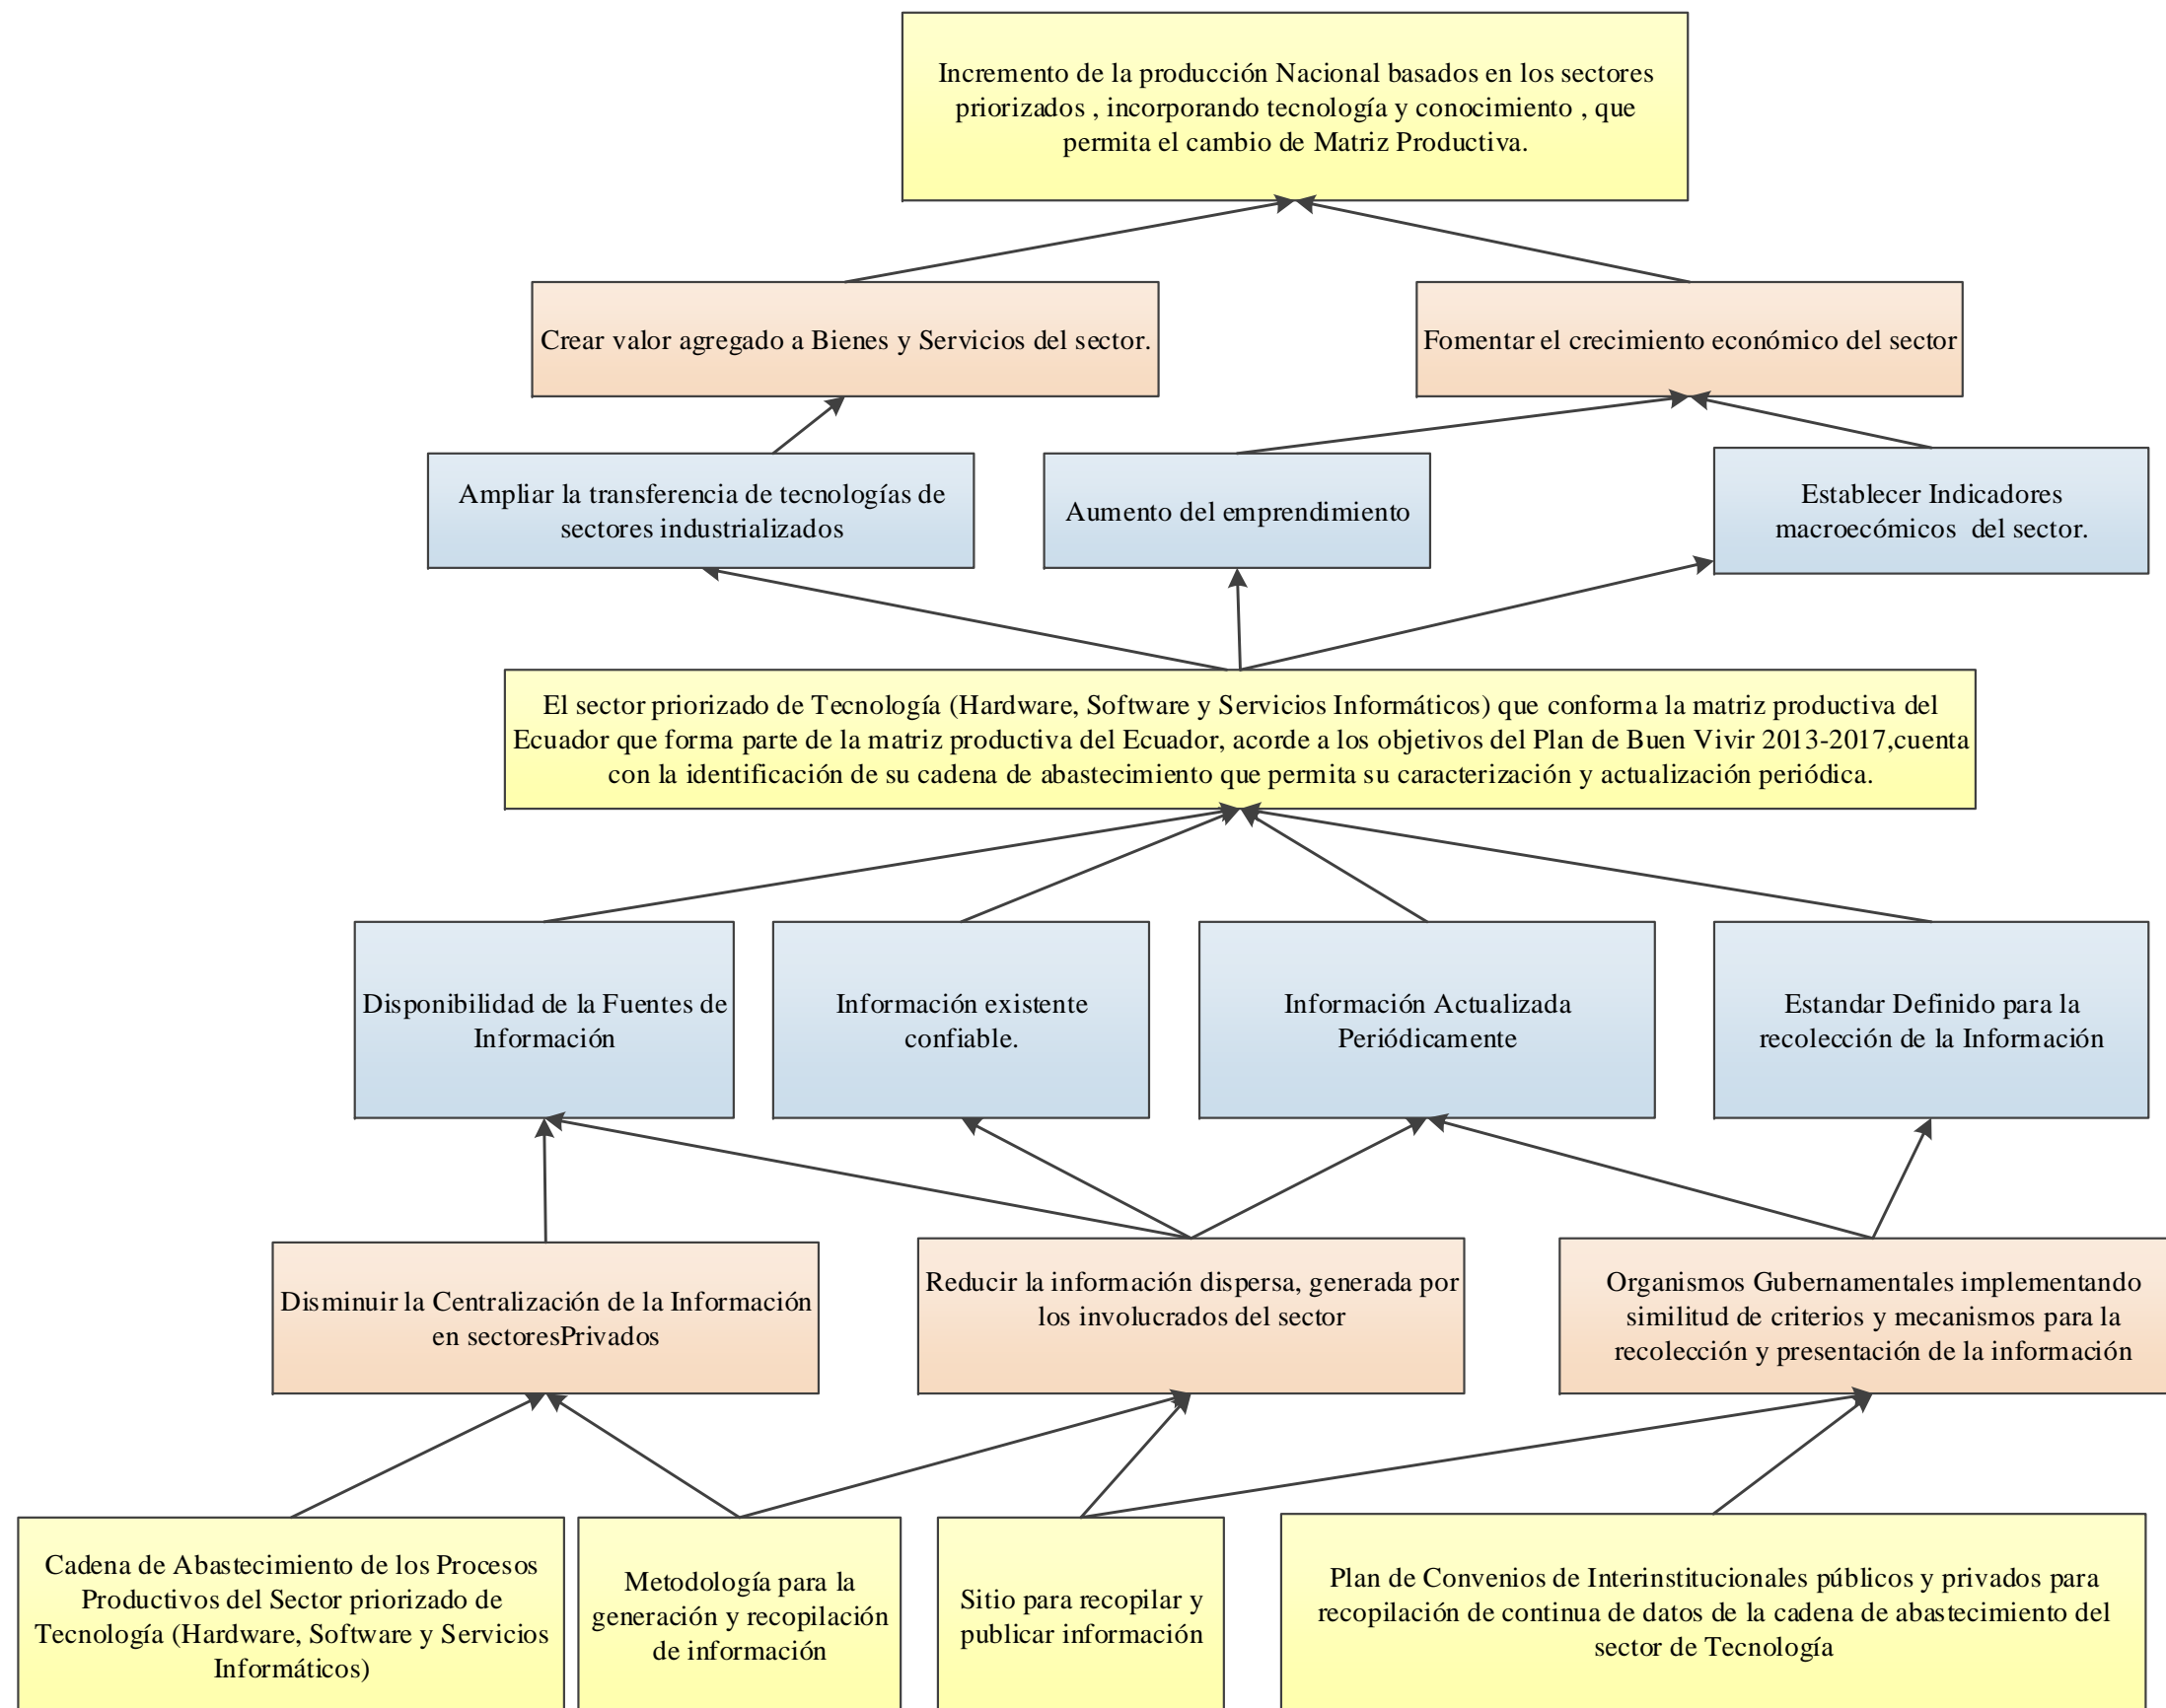 Incremento de la producción Nacional basados en los sectores
priorizados , incorporando tecnología y conocimiento , que
permita el cambio de Matriz Productiva.
Crear valor agregado a Bienes y Servicios del sector.
Fomentar el crecimiento económico del sector
Ampliar la transferencia de tecnologías de
sectores industrializados
Aumento del emprendimiento
Establecer Indicadores
macroecómicos  del sector.
El sector priorizado de Tecnología (Hardware, Software y Servicios Informáticos) que conforma la matriz productiva del
Ecuador que forma parte de la matriz productiva del Ecuador, acorde a los objetivos del Plan de Buen Vivir 2013-2017,cuenta
con la identificación de su cadena de abastecimiento que permita su caracterización y actualización periódica.
Disponibilidad de la Fuentes de
Información
Información existente
confiable.
Información Actualizada
Periódicamente
Estandar Definido para la
recolección de la Información
Disminuir la Centralización de la Información
en sectoresPrivados
Reducir la información dispersa, generada por
los involucrados del sector
Organismos Gubernamentales implementando
similitud de criterios y mecanismos para la
recolección y presentación de la información
Cadena de Abastecimiento de los Procesos
Productivos del Sector priorizado de
Tecnología (Hardware, Software y Servicios
Informáticos)
Metodología para la
generación y recopilación
de información
Sitio para recopilar y
publicar información
Plan de Convenios de Interinstitucionales públicos y privados para
recopilación de continua de datos de la cadena de abastecimiento del
sector de Tecnología